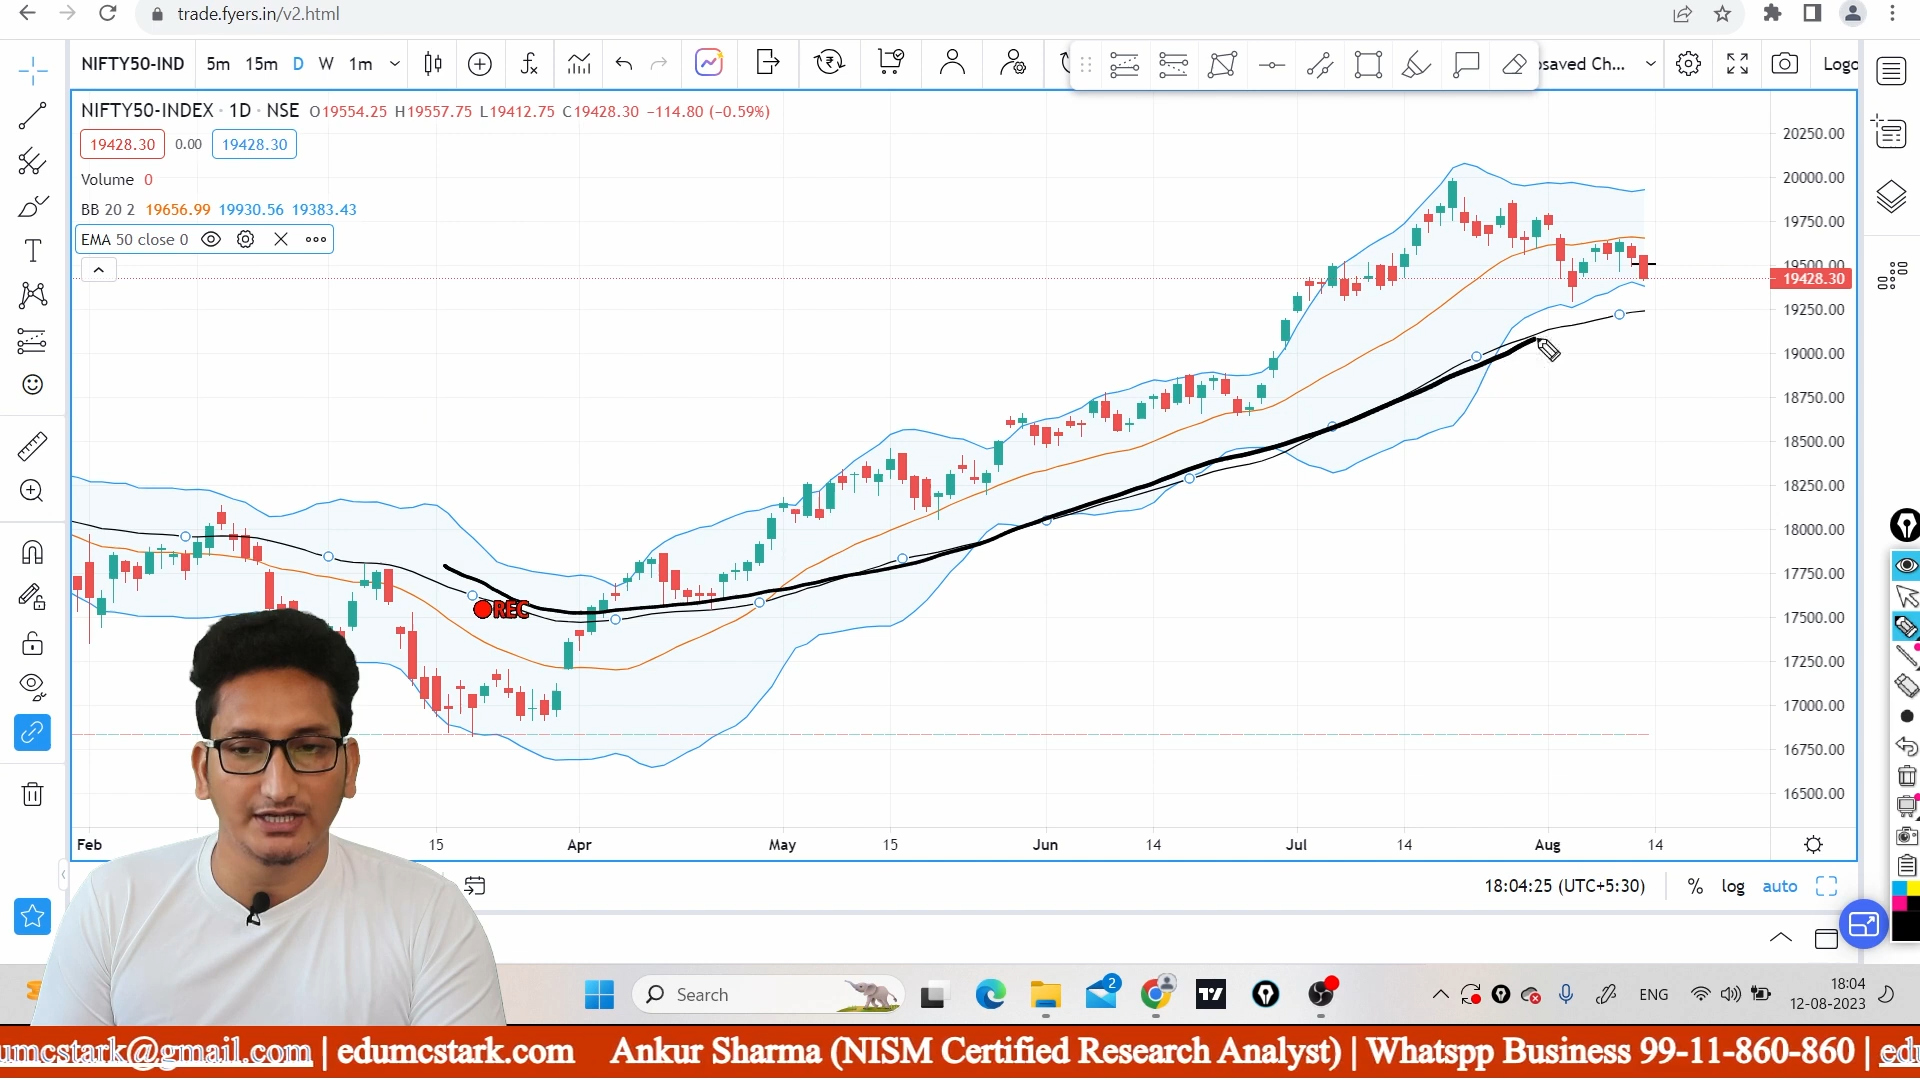 trade.fyers.in/v2.html
NIFTY50-IND 5m 15m D W 1m saved Ch... Logo
NIFTY50-INDEX · 1D · NSE O19554.25 H19557.75 L19412.75 C19428.30 −114.80 (−0.59%)
19428.30 0.00 19428.30
Volume 0
BB 20 2 19656.99 19930.56 19383.43
EMA 50 close 0
20250.00
20000.00
19750.00
19500.00
19428.30
19250.00
19000.00
18750.00
18500.00
18250.00
18000.00
17750.00
17500.00
17250.00
17000.00
16750.00
16500.00
REC
Feb 15 Apr May 15 Jun 14 Jul 14 Aug 14
18:04:25 (UTC+5:30) % log auto
Search 2 ENG 18:04
12-08-2023
umcstark@gmail.com | edumcstark.com Ankur Sharma (NISM Certified Research Analyst) | Whatspp Business 99-11-860-860 | edu